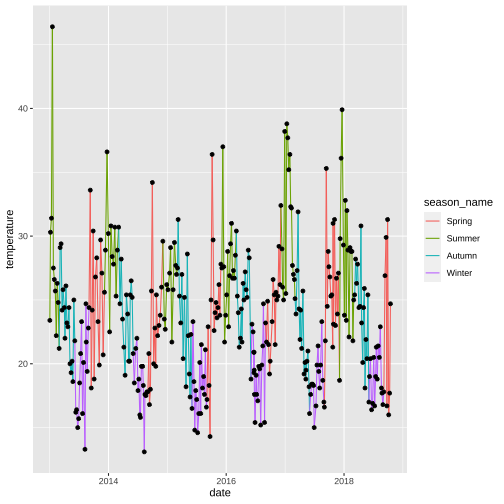 temperature
40
30
20
2014
2016
2018
date
season_name
Spring
Summer
Autumn
Winter